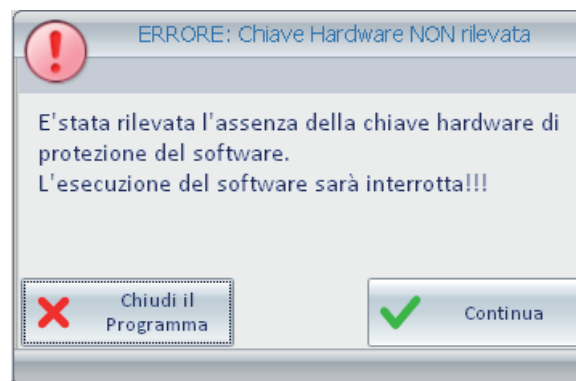 ERRORE: Chiave Hardware NON rilevata
E'stata rilevata l'assenza della chiave hardware di
protezione del software.
L'esecuzione del software sarà interrotta!!!
Chiudi il
Programma
Continua